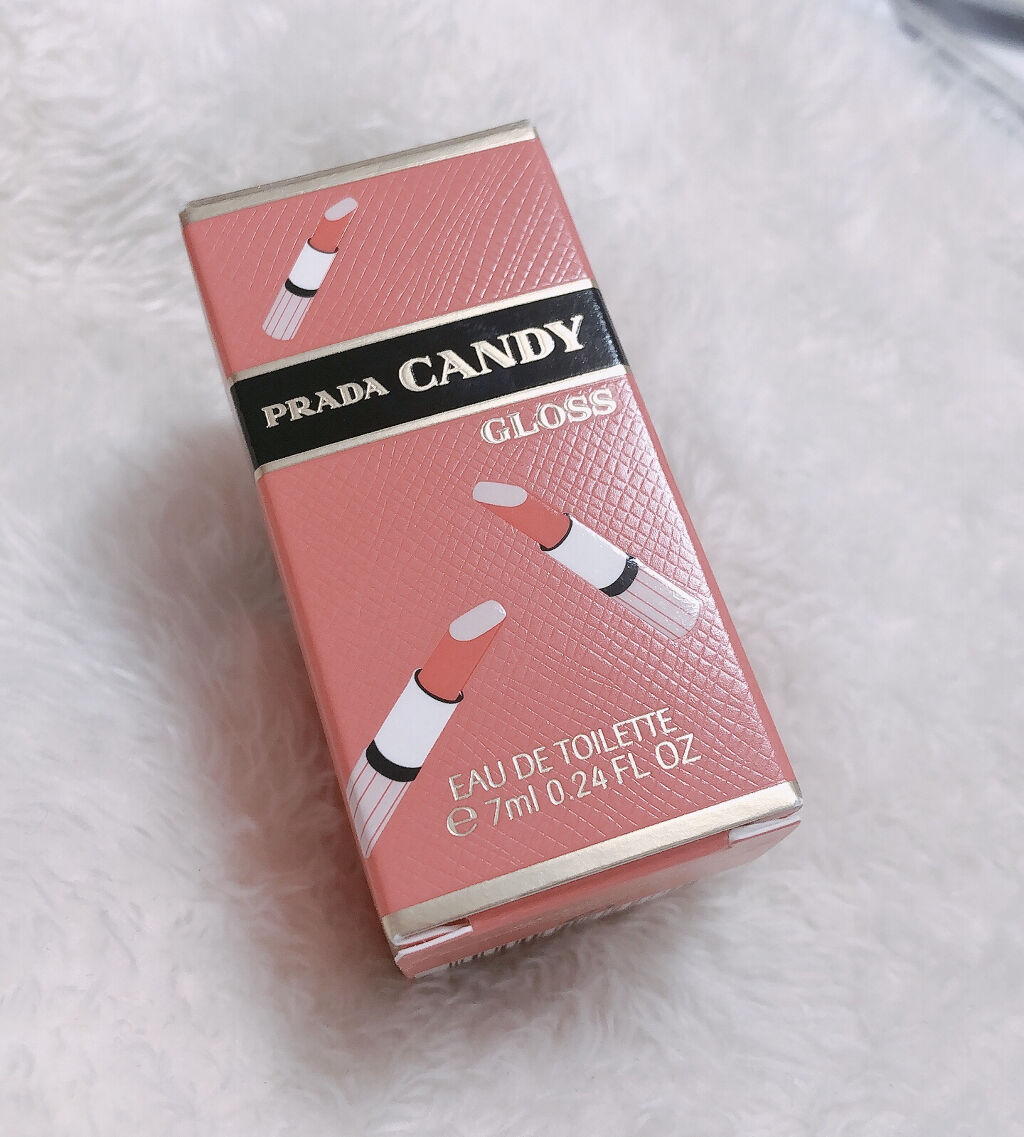 PRADA CANDY
GLOSS
EAU DE TOILETTE
℮ 7ml 0.24 FL OZ